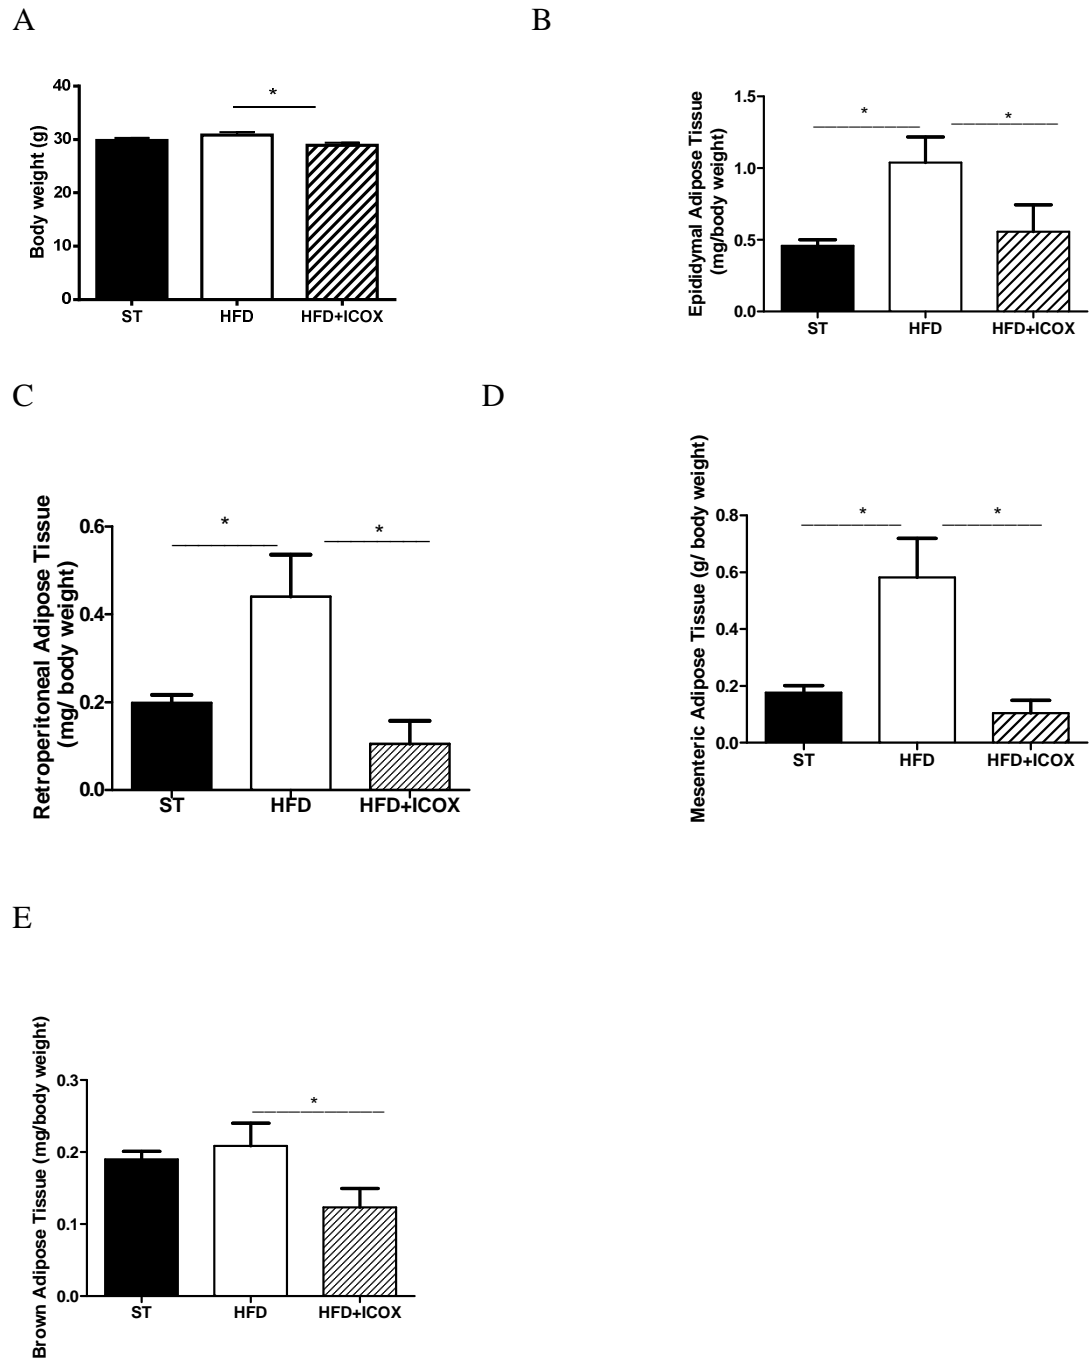 A
B
*
40
30
20
10
0
Body weight (g)
ST
HFD
HFD+ICOX
*
*
1.5
1.0
0.5
0.0
Epididymal Adipose Tissue
(mg/body weight)
ST
HFD
HFD+ICOX
C
D
*
*
0.6
0.4
0.2
0.0
Retroperitoneal Adipose Tissue
(mg/ body weight)
ST
HFD
HFD+ICOX
*
*
0.8
0.6
0.4
0.2
0.0
Mesenteric Adipose Tissue (g/ body weight)
ST
HFD
HFD+ICOX
E
*
0.3
0.2
0.1
0.0
Brown Adipose Tissue (mg/body weight)
ST
HFD
HFD+ICOX